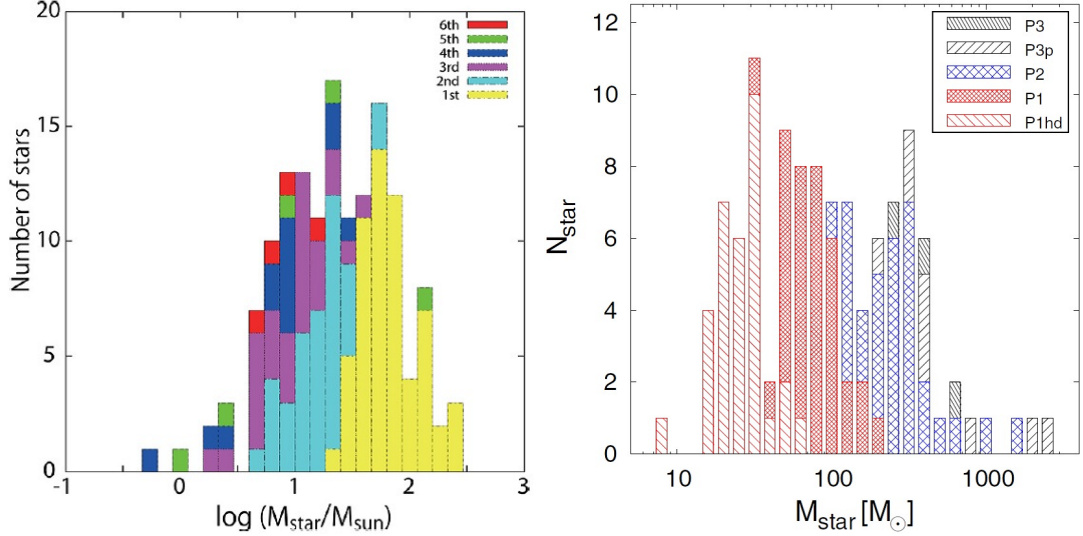 20
15
10
5
0
-1
0
1
2
3
Number of stars
log (Mstar/Msun)
6th
5th
4th
3rd
2nd
1st
12
10
8
6
4
2
0
10
100
1000
Nstar
Mstar [M⊙]
P3
P3p
P2
P1
P1hd